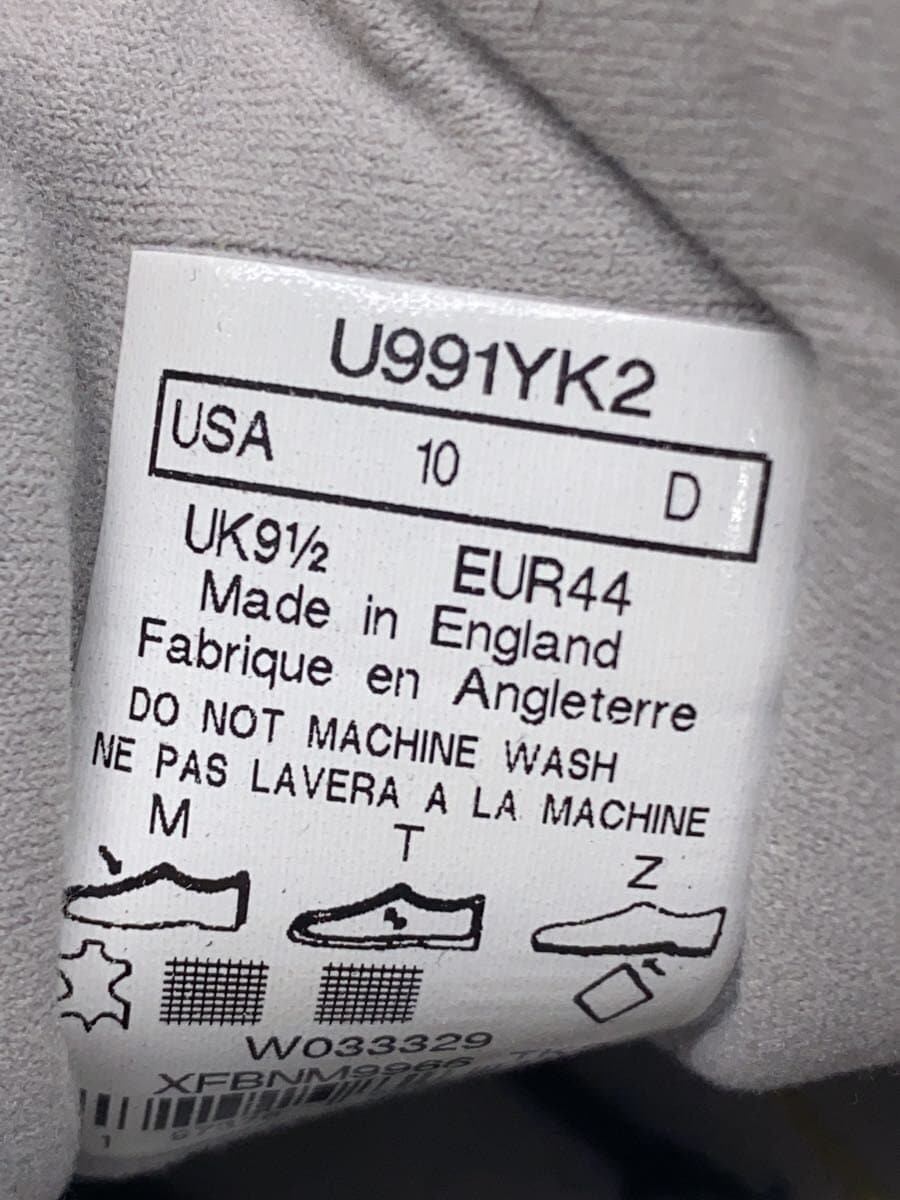 U991YK2
USA 10 D
UK9½ EUR44
Made in England
Fabrique en Angleterre
DO NOT MACHINE WASH
NE PAS LAVERA A LA MACHINE
M T Z
W033329
XFBNM9966